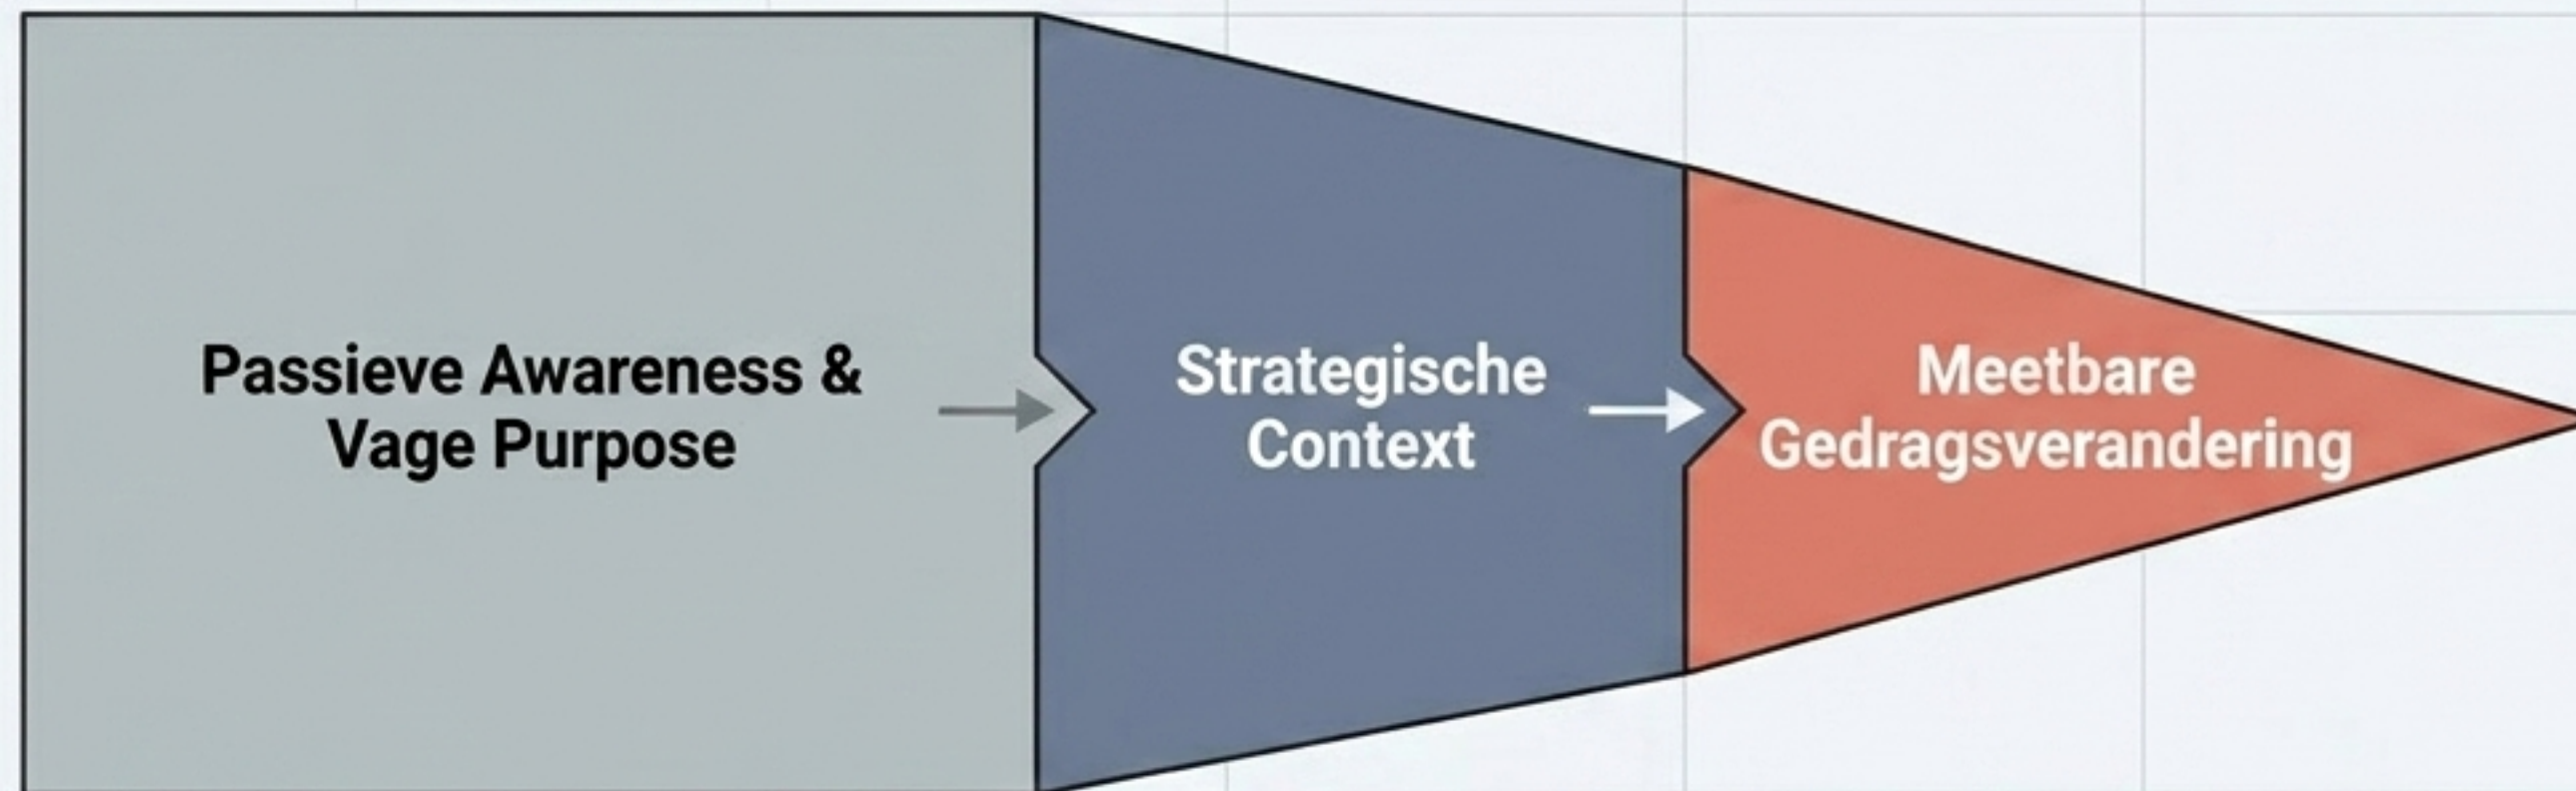 Passieve Awareness &
Vage Purpose
Strategische
Context
Meetbare
Gedragsverandering